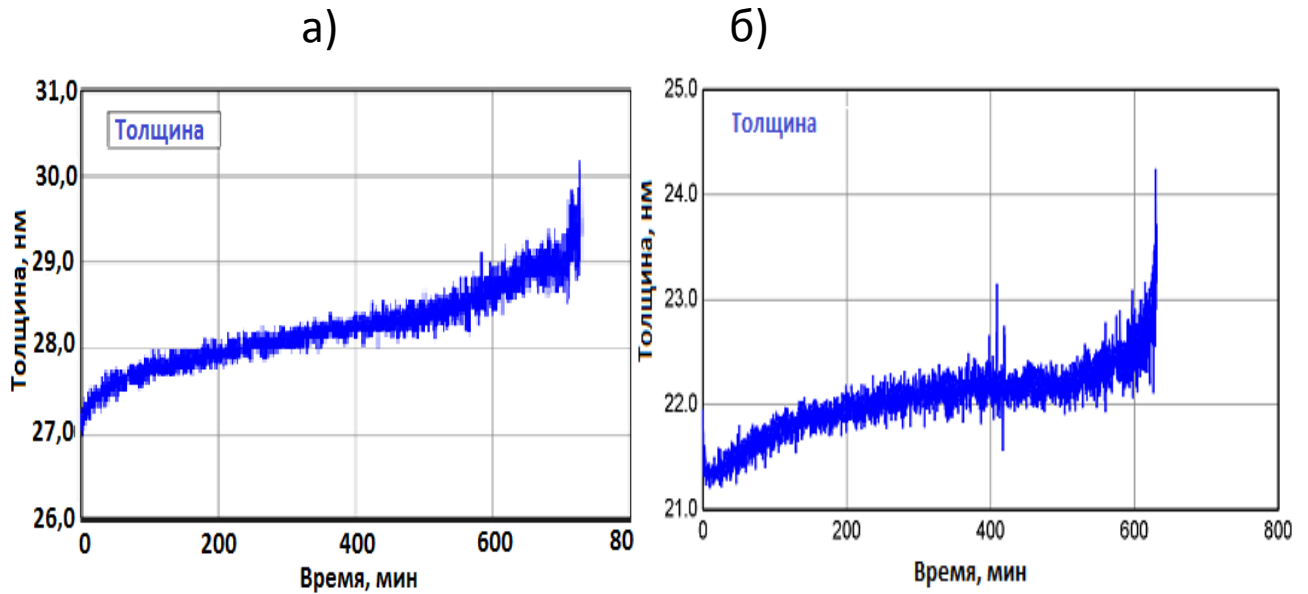 а)
31,0
Толщина
30,0
29,0
28,0
27,0
26,0
Толщина, нм
0
200
400
600
80
Время, мин
б)
25.0
Толщина
24.0
23.0
22.0
21.0
Толщина, нм
0
200
400
600
800
Время, мин